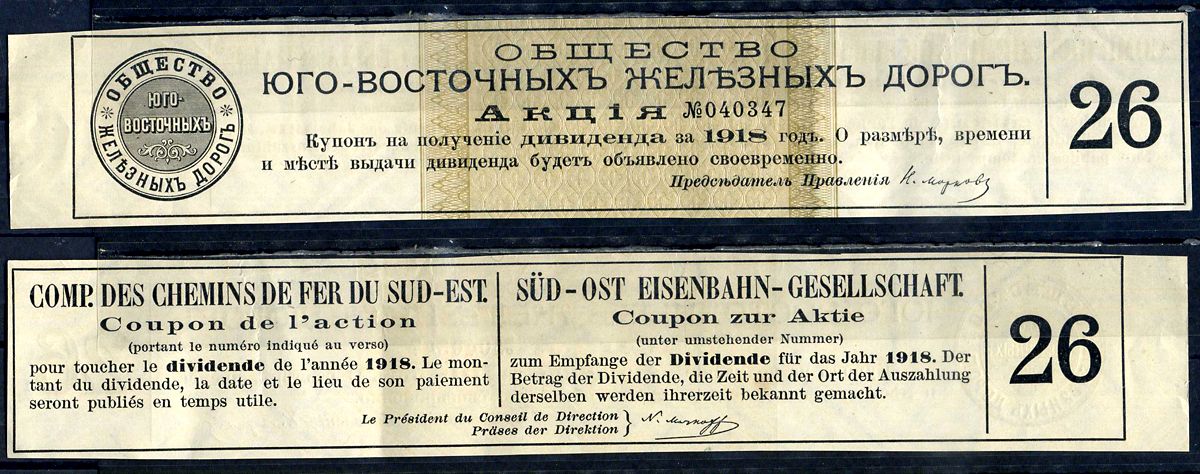 ОБЩЕСТВО
ЮГО-
ВОСТОЧНЫХЪ
ЖЕЛѢЗНЫХЪ ДОРОГЪ
ОБЩЕСТВО
ЮГО-ВОСТОЧНЫХЪ ЖЕЛѢЗНЫХЪ ДОРОГЪ.
АКЦІЯ №040347
Купонъ на полученіе дивиденда за 1918 годъ. О размѣрѣ, времени
и мѣстѣ выдачи дивиденда будетъ объявлено своевременно.
Предсѣдатель Правленія Н. Марковъ
26
COMP. DES CHEMINS DE FER DU SUD-EST.
Coupon de l'action
(portant le numéro indiqué au verso)
pour toucher le dividende de l'année 1918. Le mon-
tant du dividende, la date et le lieu de son paiement
seront publiés en temps utile.
SÜD-OST EISENBAHN-GESELLSCHAFT.
Coupon zur Aktie
(unter umstehender Nummer)
zum Empfange der Dividende für das Jahr 1918. Der
Betrag der Dividende, die Zeit und der Ort der Auszahlung
derselben werden ihrerzeit bekannt gemacht.
Le Président du Conseil de Direction
Präses der Direktion
N. Markoff
26